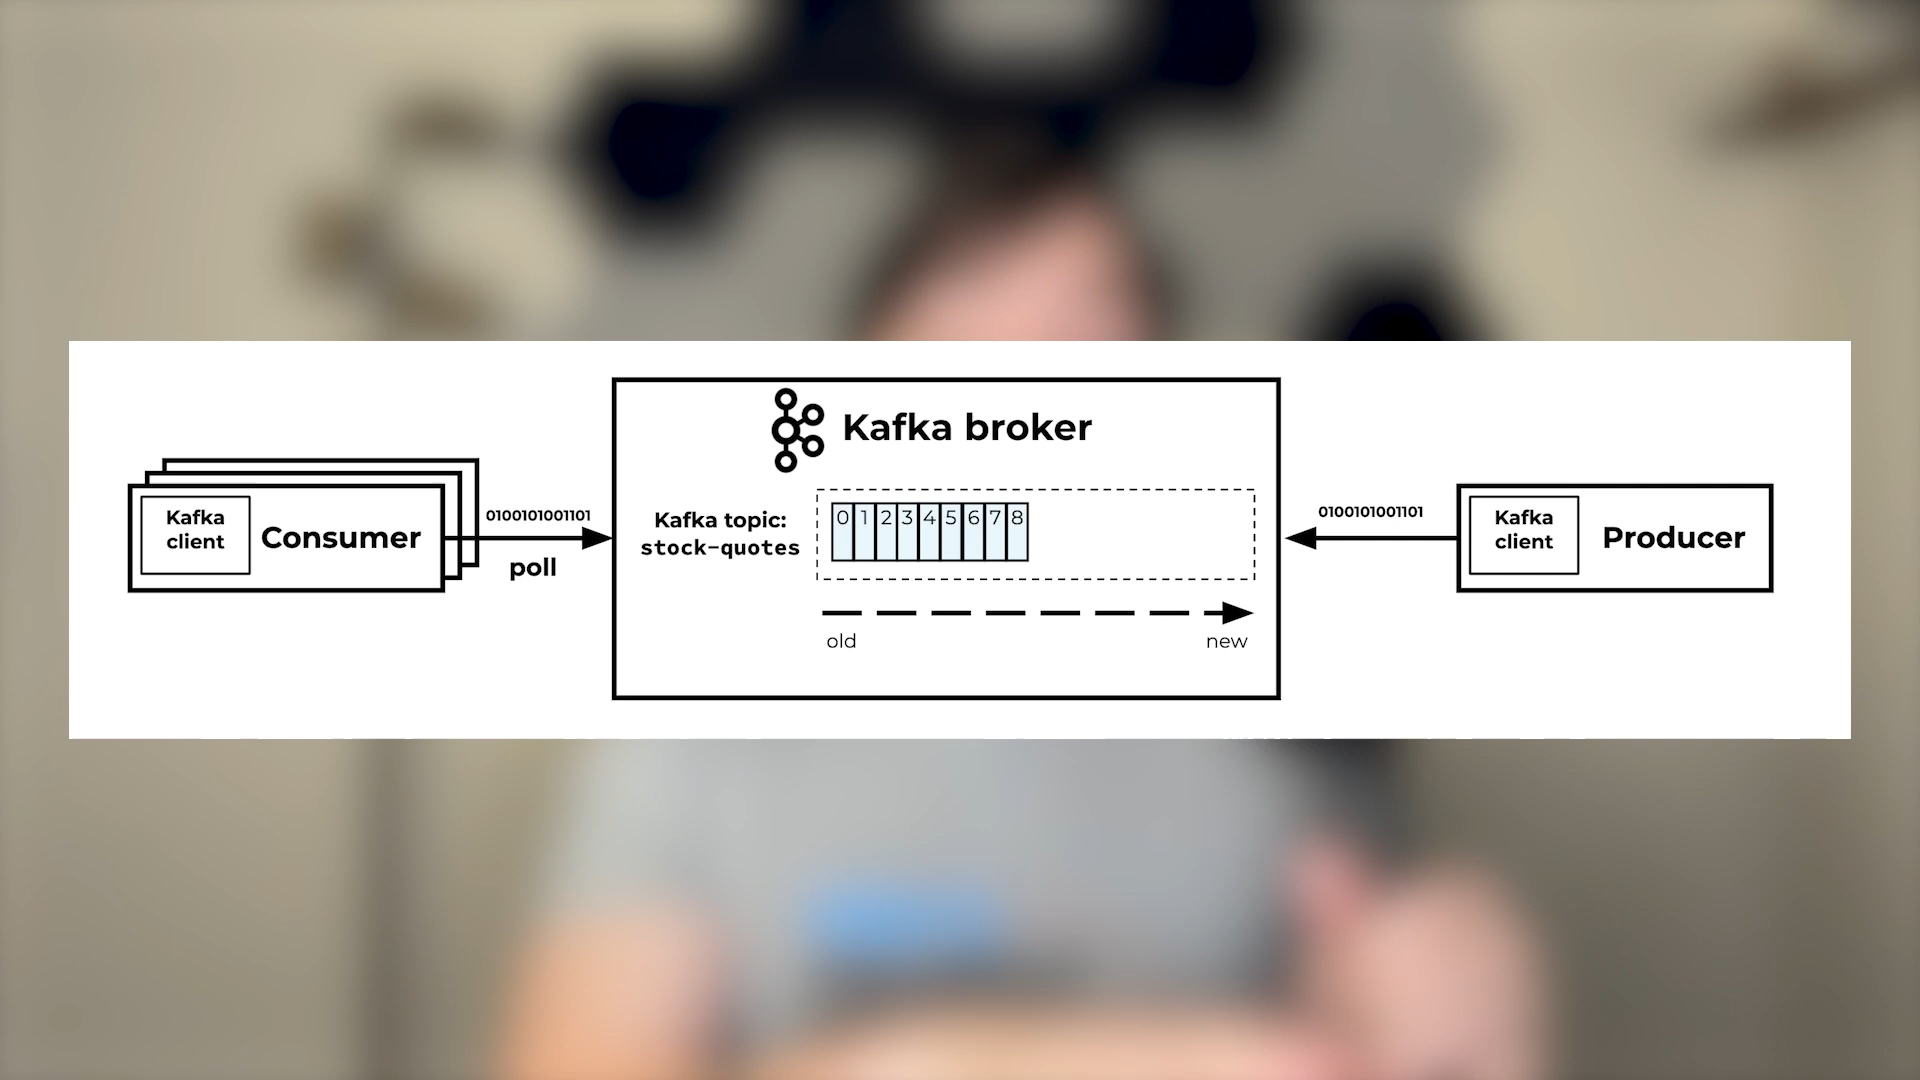 Kafka broker
Kafka
client
Consumer
0100101001101
poll
Kafka topic:
stock-quotes
0 1 2 3 4 5 6 7 8
old
new
0100101001101
Kafka
client
Producer